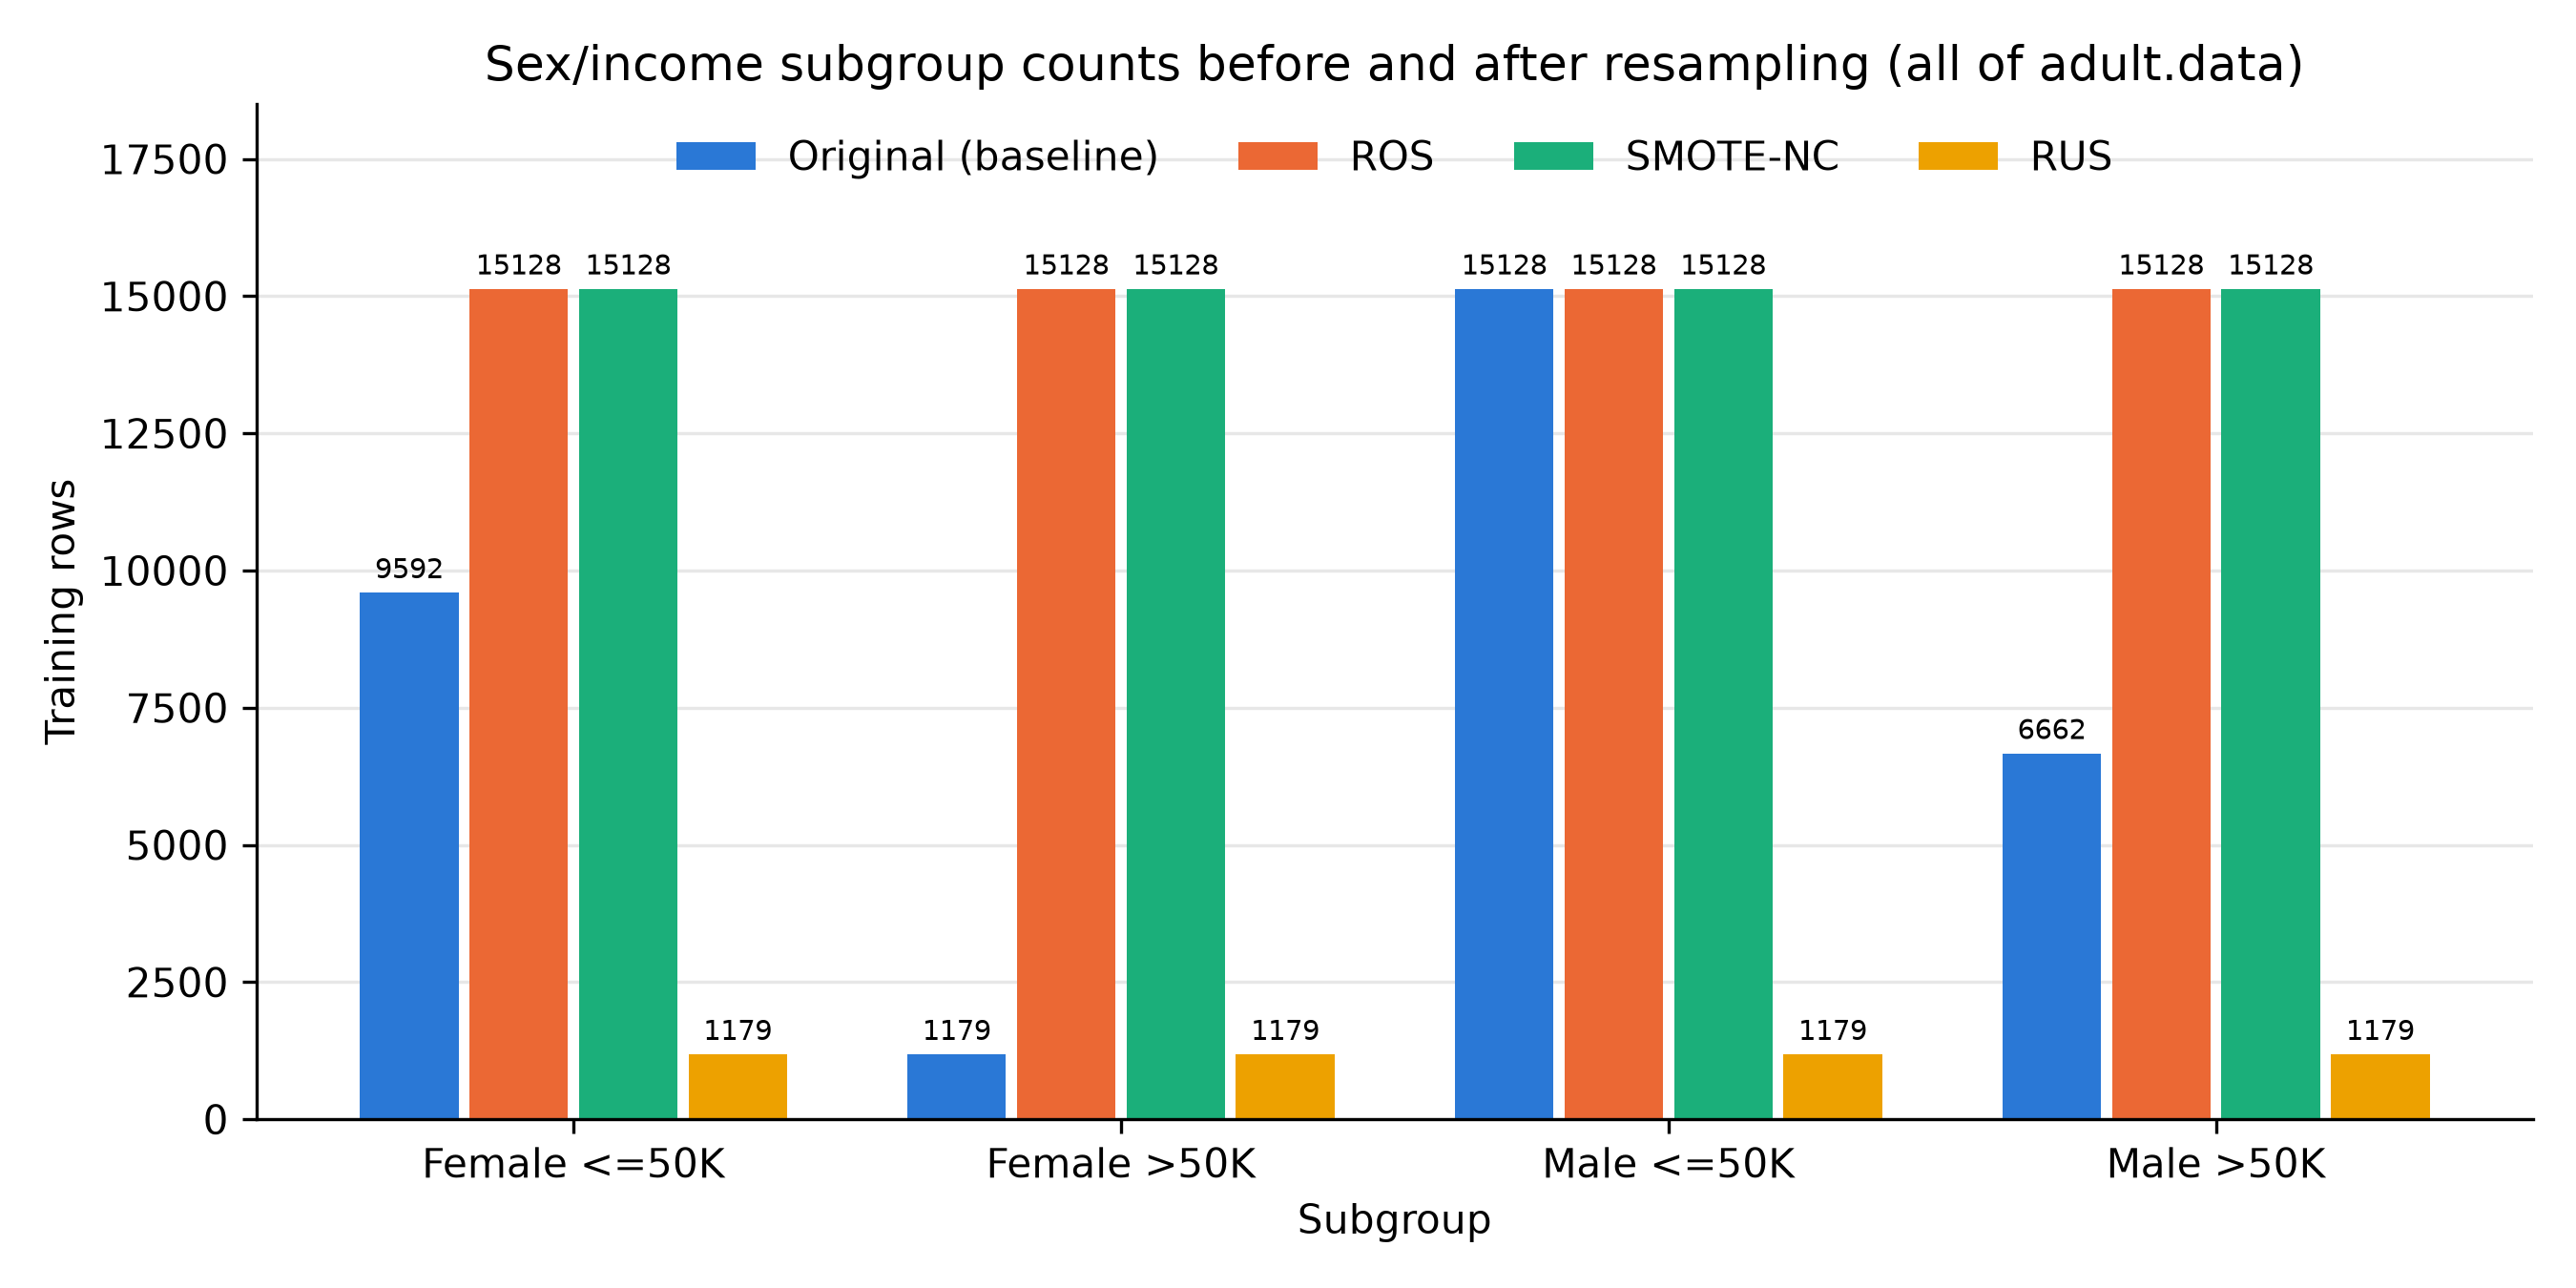 Sex/income subgroup counts before and after resampling (all of adult.data)
Original (baseline) ROS SMOTE-NC RUS
Training rows
17500
15000
12500
10000
7500
5000
2500
0
9592 15128 15128 1179
1179 15128 15128 1179
15128 15128 15128 1179
6662 15128 15128 1179
Female <=50K Female >50K Male <=50K Male >50K
Subgroup